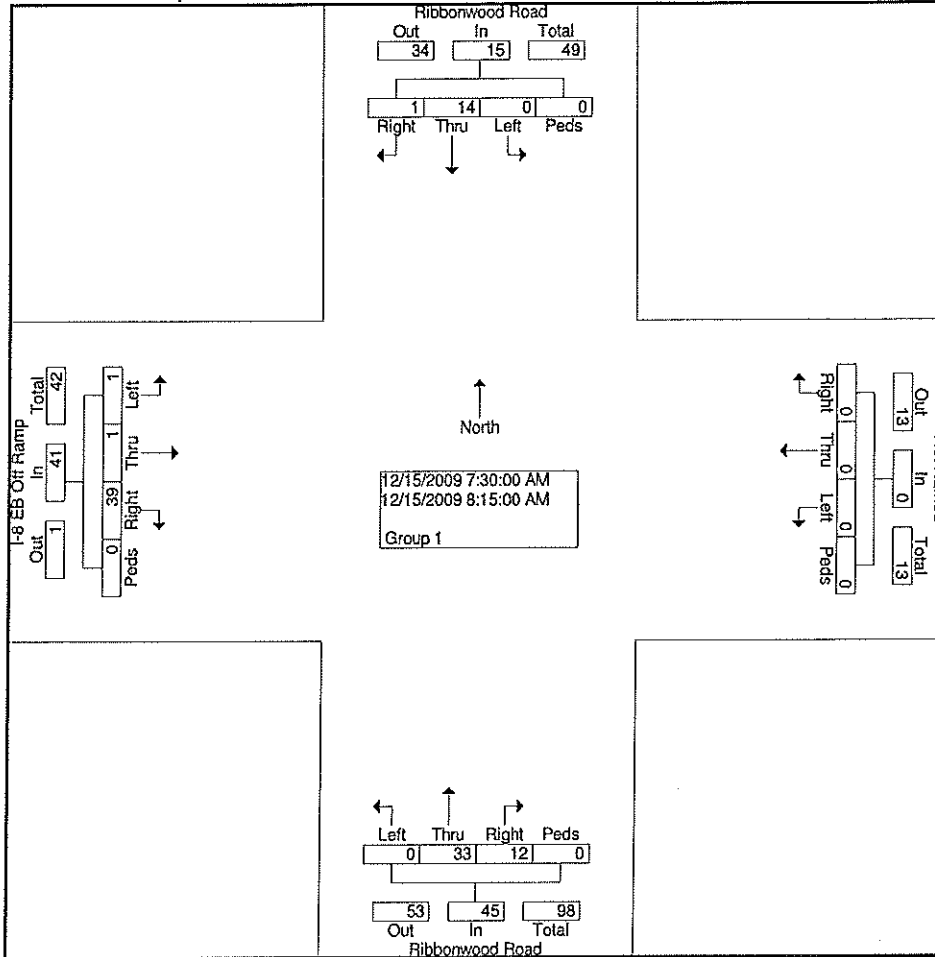 Ribbonwood Road
Out In Total
34 15 49
1 14 0 0
Right Thru Left Peds
North
12/15/2009 7:30:00 AM
12/15/2009 8:15:00 AM
Group 1
I-8 EB Off Ramp
Total In Out
42 41 1
1 1 39 0
Left Thru Right Peds
Out In Total
13 0 13
0 0 0 0
Right Thru Left Peds
Left Thru Right Peds
0 33 12 0
53 45 98
Out In Total
Ribbonwood Road